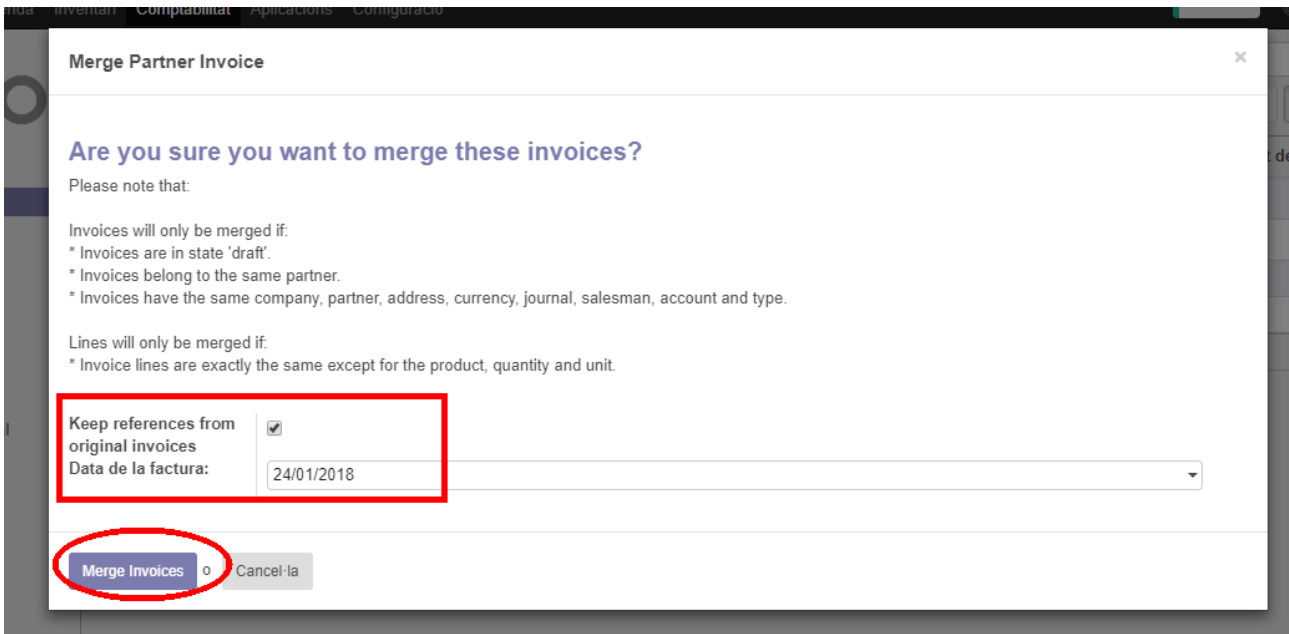 Inventari Comptabilitat Aplicacions Configuració
Merge Partner Invoice ×
Are you sure you want to merge these invoices?
Please note that:
Invoices will only be merged if:
* Invoices are in state 'draft'.
* Invoices belong to the same partner.
* Invoices have the same company, partner, address, currency, journal, salesman, account and type.
Lines will only be merged if:
* Invoice lines are exactly the same except for the product, quantity and unit.
Keep references from
original invoices
Data de la factura:
24/01/2018
Merge Invoices o Cancel·la